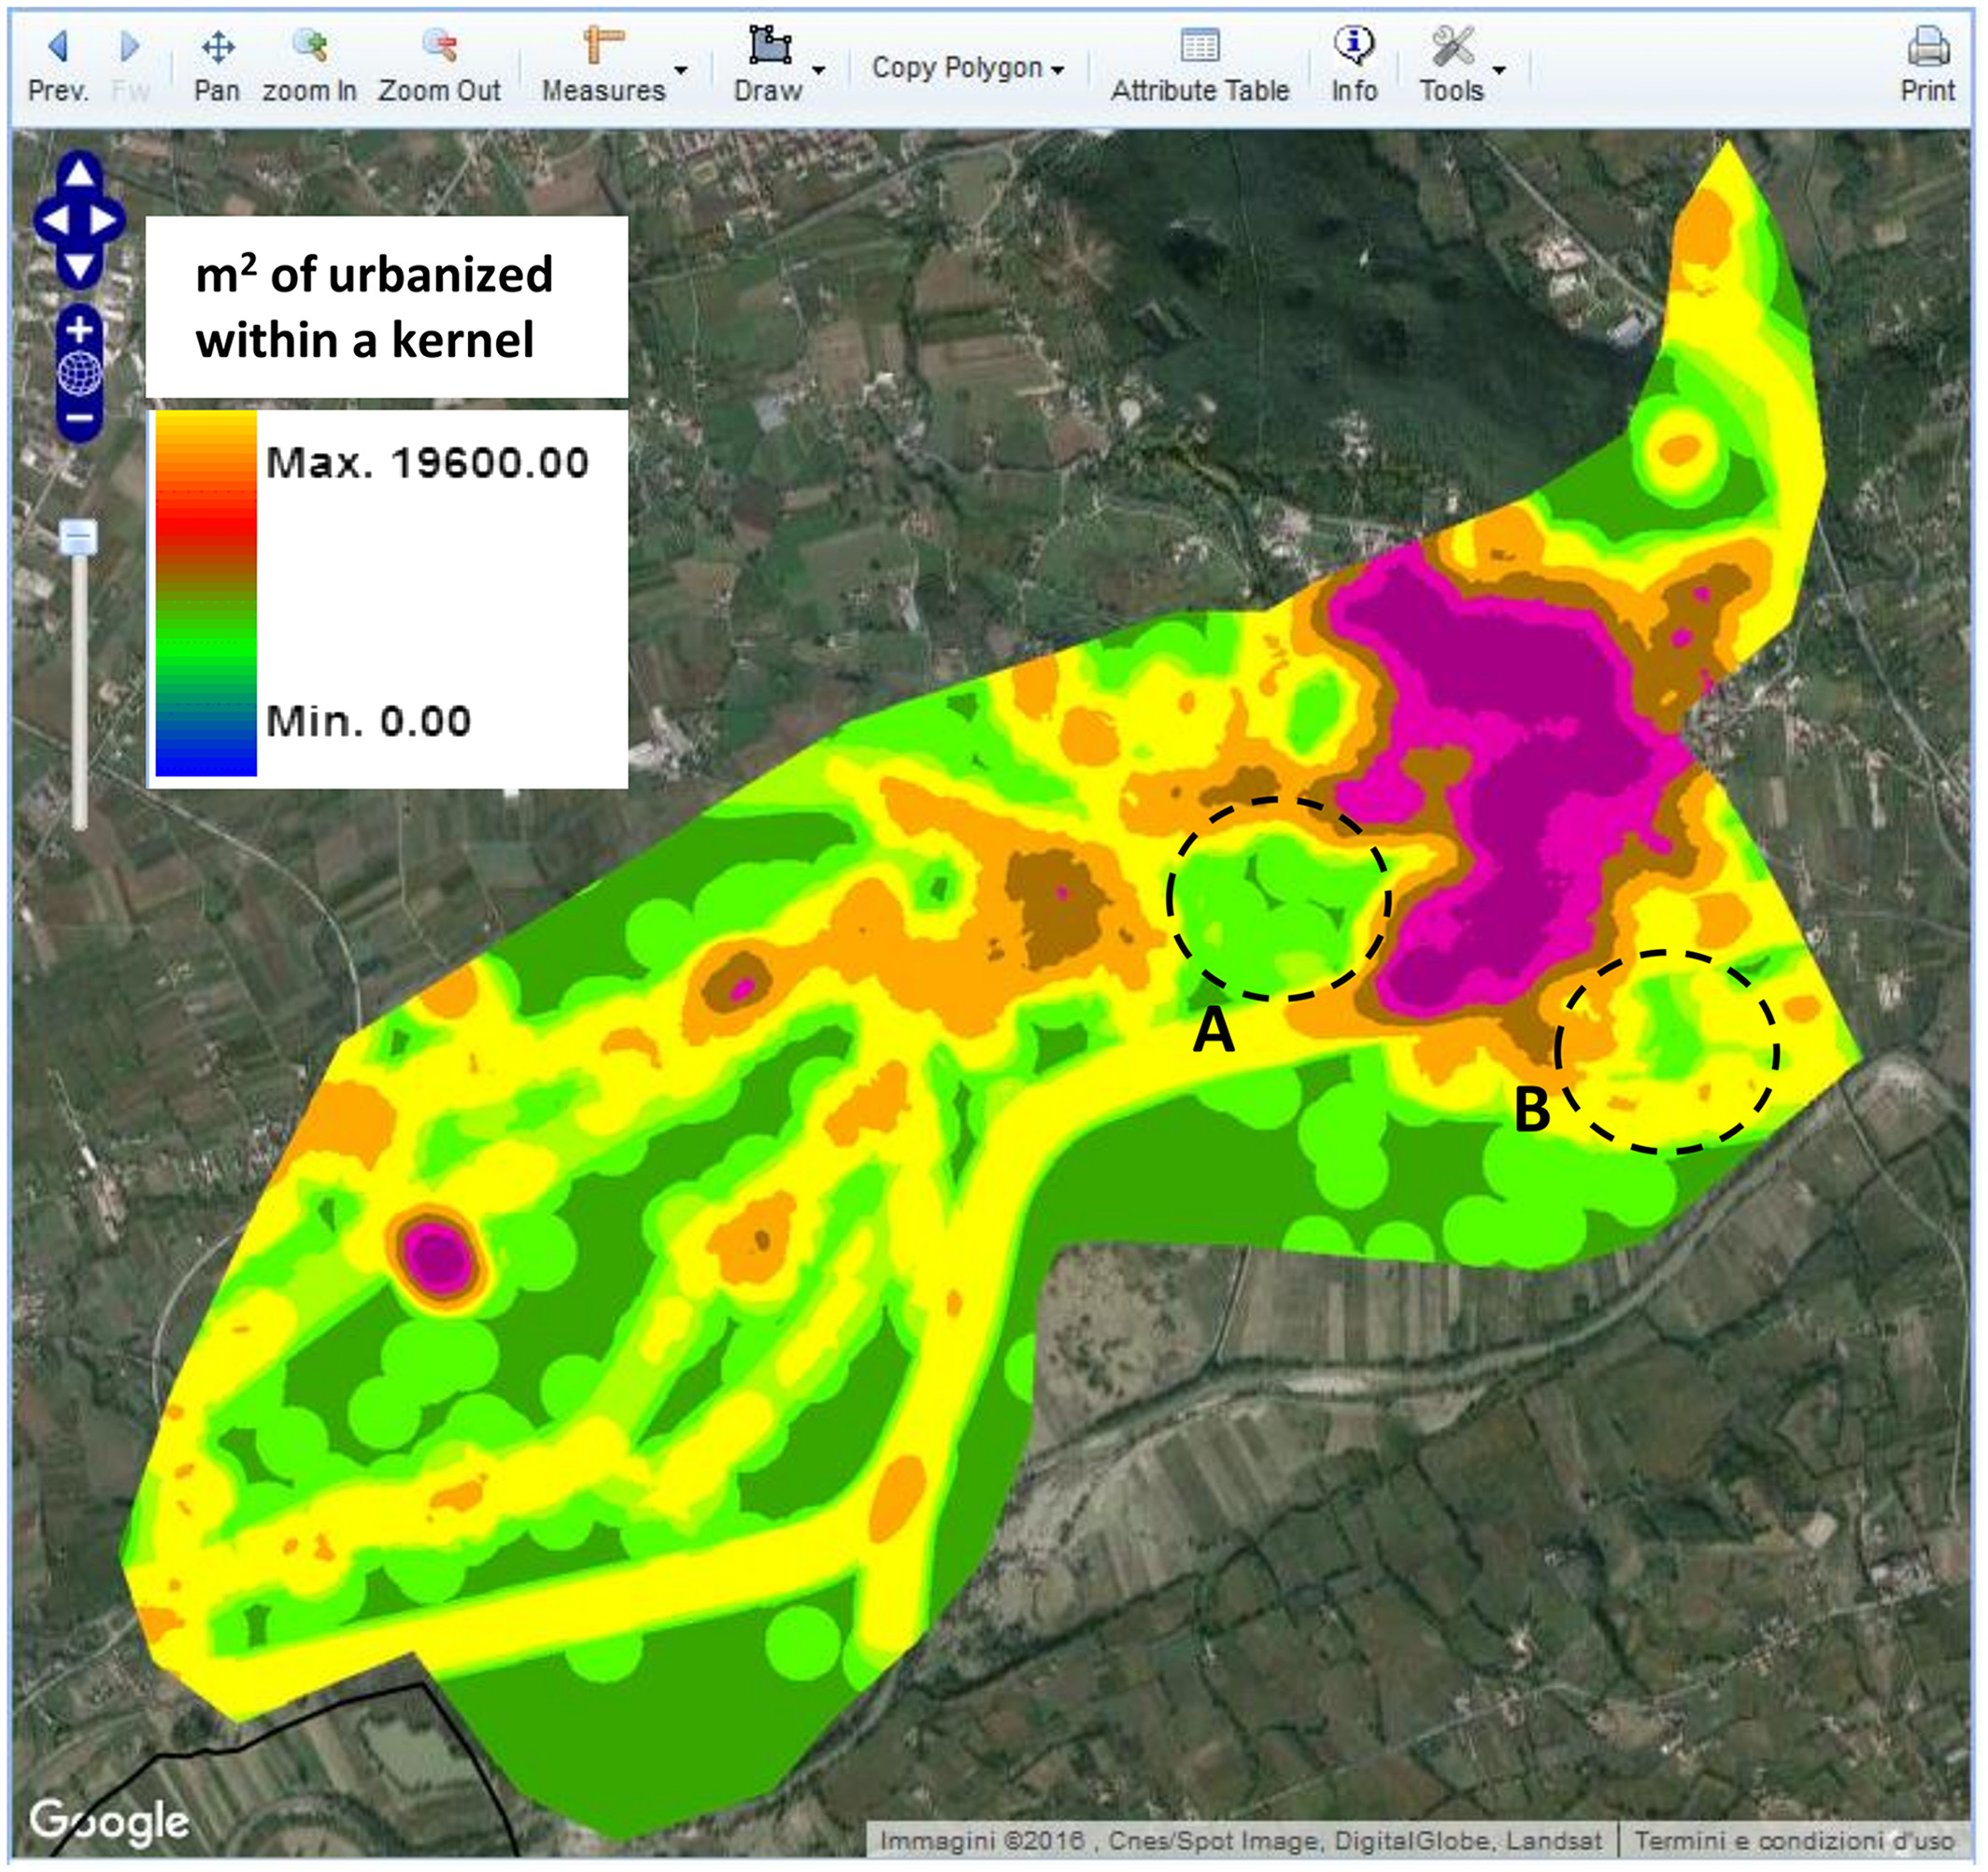 Prev. Fw Pan zoom In Zoom Out Measures Draw Copy Polygon Attribute Table Info Tools Print
m² of urbanized
within a kernel
Max. 19600.00
Min. 0.00
A
B
Google
Immagini ©2016 , Cnes/Spot Image, DigitalGlobe, Landsat Termini e condizioni d'uso